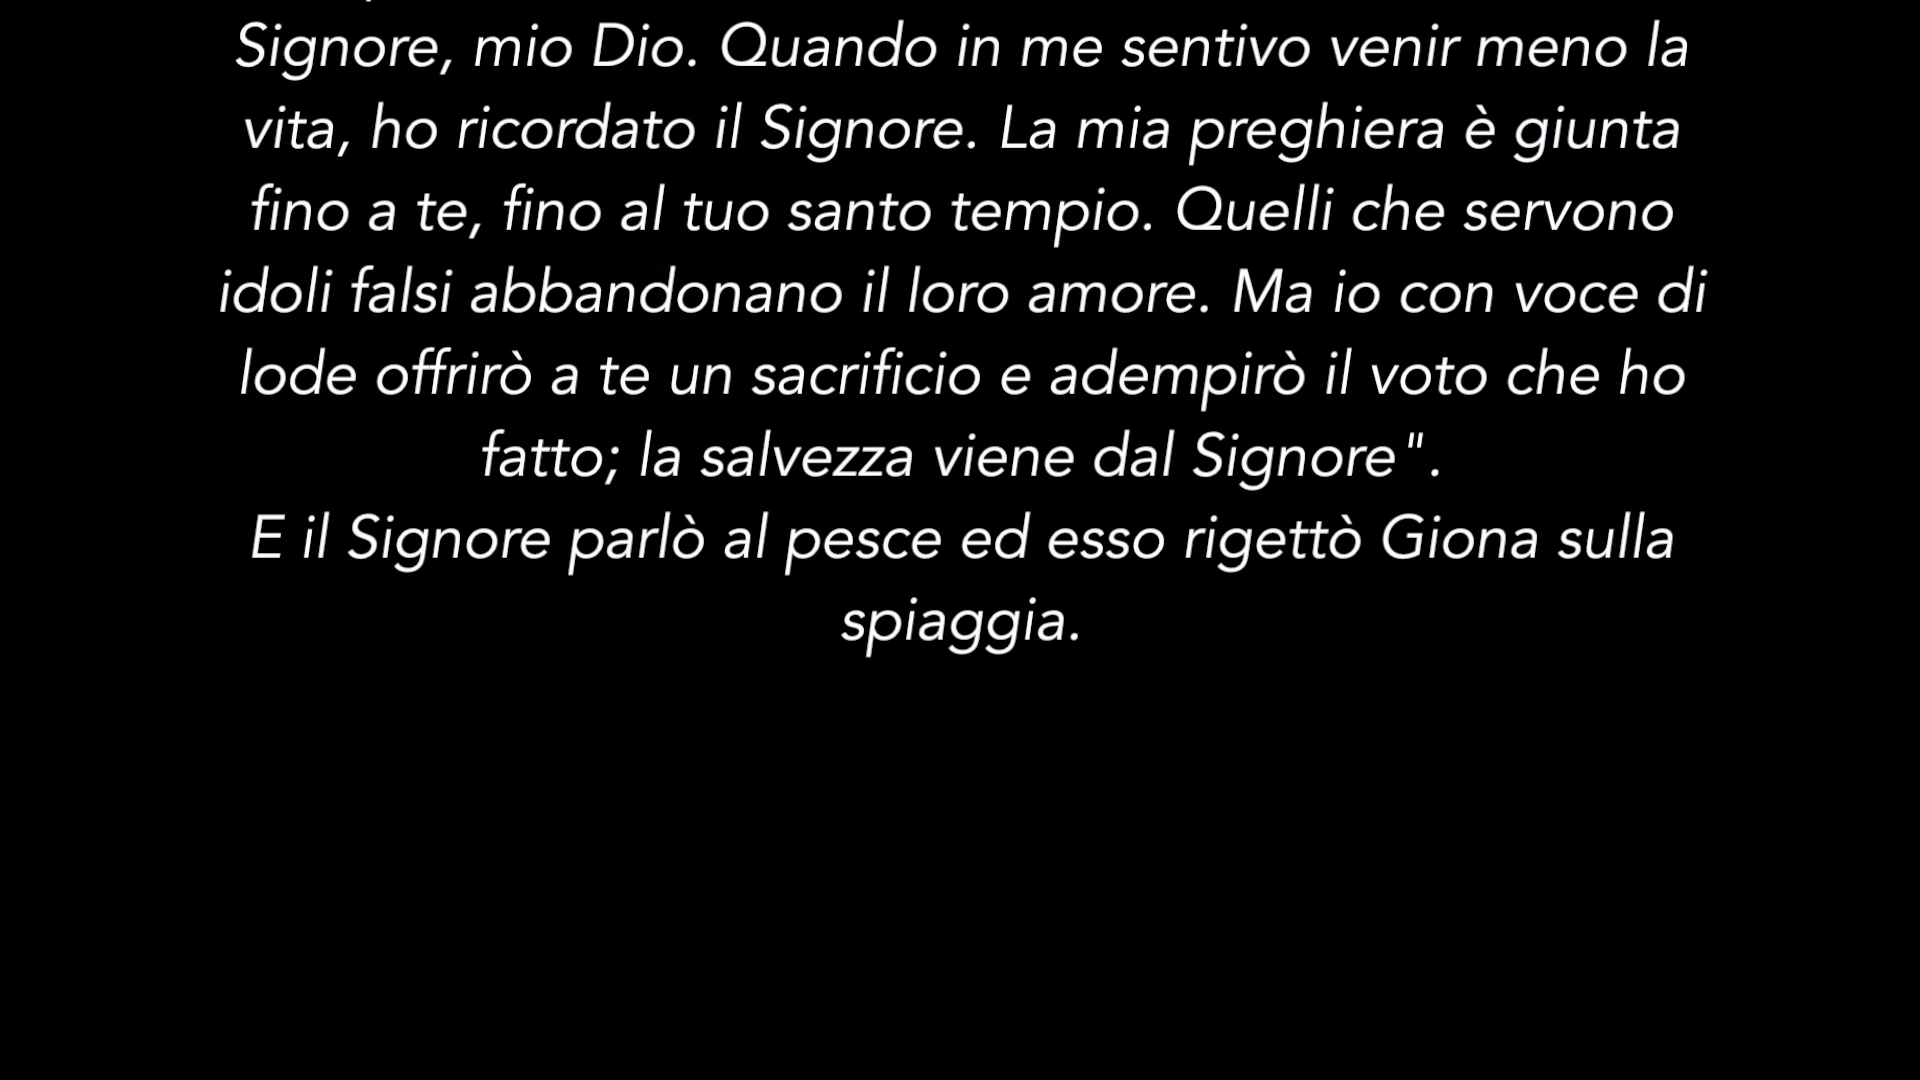 Signore, mio Dio. Quando in me sentivo venir meno la
vita, ho ricordato il Signore. La mia preghiera è giunta
fino a te, fino al tuo santo tempio. Quelli che servono
idoli falsi abbandonano il loro amore. Ma io con voce di
lode offrirò a te un sacrificio e adempirò il voto che ho
fatto; la salvezza viene dal Signore".
E il Signore parlò al pesce ed esso rigettò Giona sulla
spiaggia.